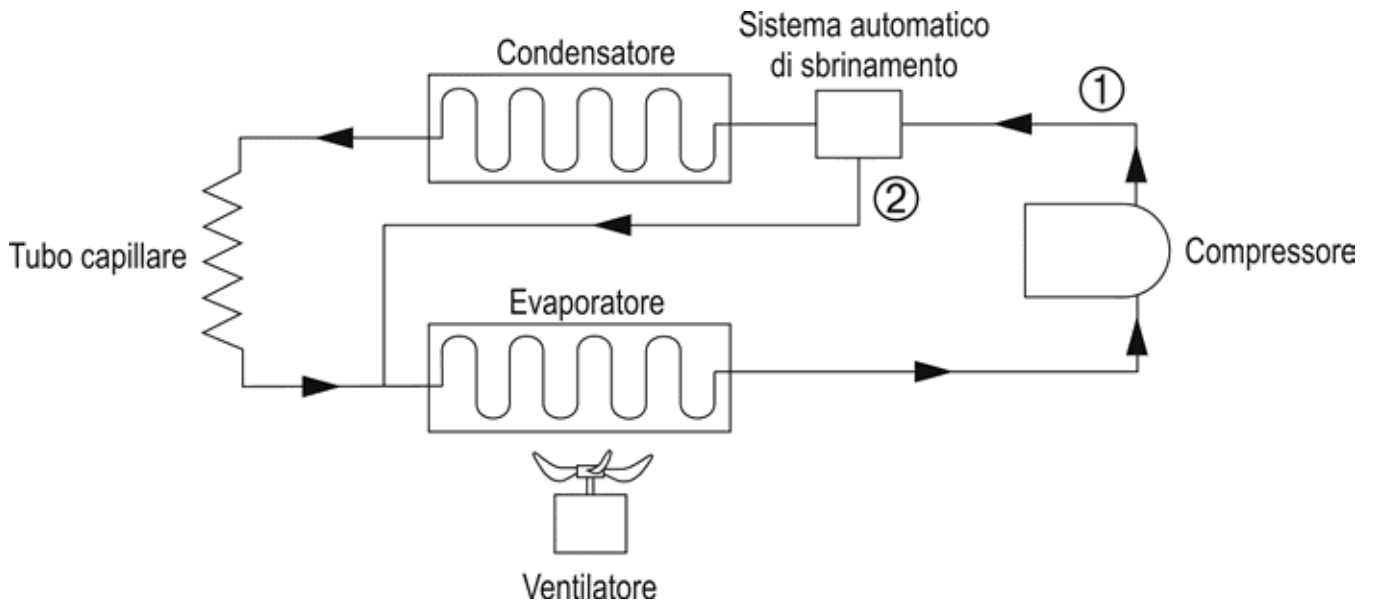 Sistema automatico
di sbrinamento
Condensatore
①
②
Tubo capillare
Compressore
Evaporatore
Ventilatore